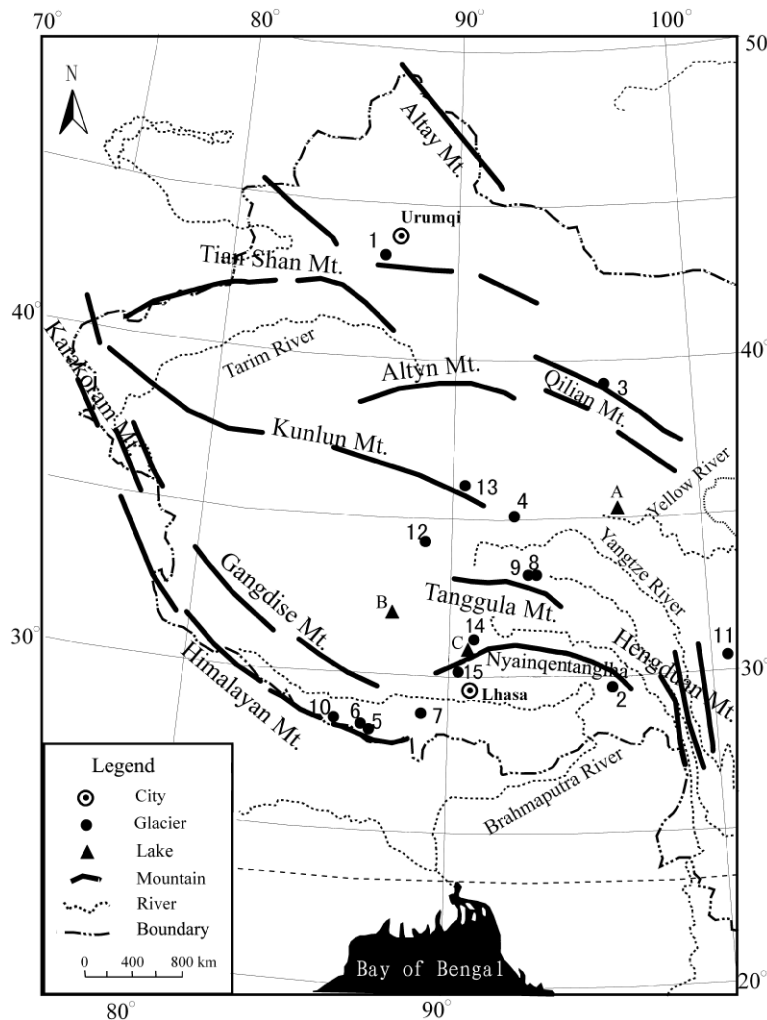 70°
80°
90°
100°
50
N
Altay Mt.
Urumqi
1
Tian Shan Mt.
40°
40°
Tarim River
Altyn Mt.
3
Qilian Mt.
Karakoram Mt.
Kunlun Mt.
13
4
A
Yellow River
12
9 8
Yangtze River
Gangdise Mt.
B
Tanggula Mt.
14
C
30°
30°
11
Nyainqentanglha
Hengduan Mt.
15
Lhasa
2
Himalayan Mt.
10 6 5 7
Brahmaputra River
Legend
City
Glacier
Lake
Mountain
River
Boundary
0 400 800 km
Bay of Bengal
20°
80°
90°